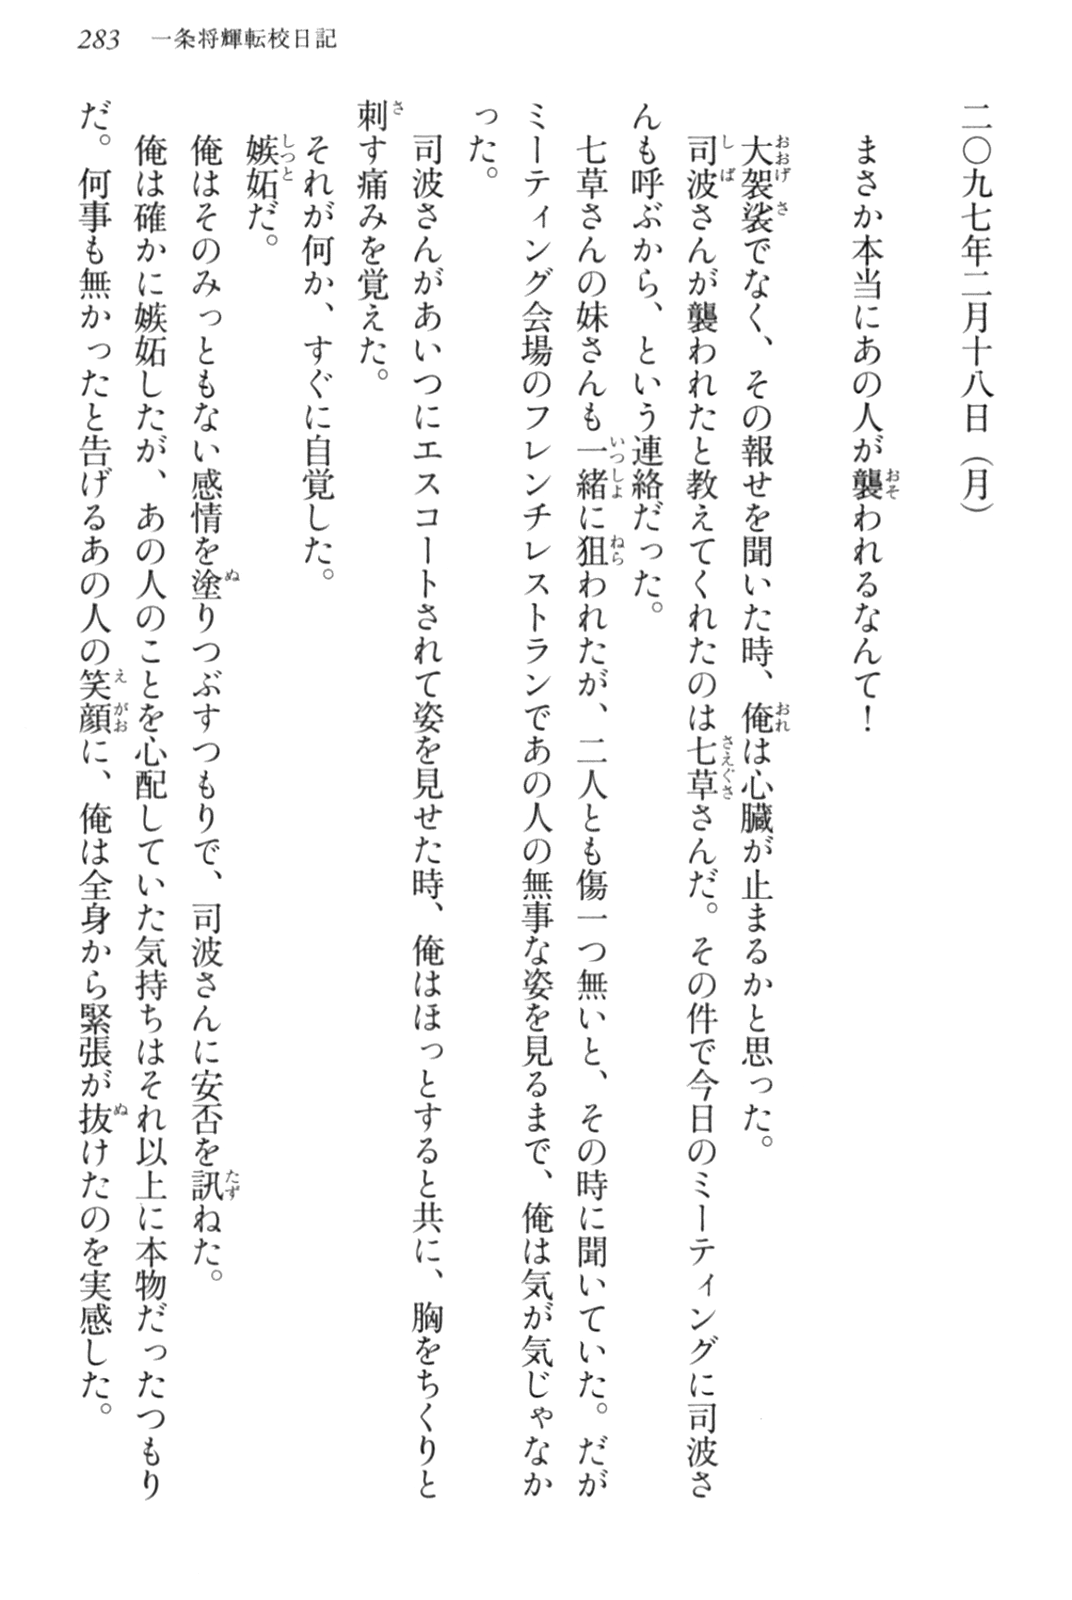 283 一条将輝転校日記
二〇九七年二月十八日（月）
まさか本当にあの人が襲われるなんて！
大袈裟でなく、その報せを聞いた時、俺は心臓が止まるかと思った。
司波さんが襲われたと教えてくれたのは七草さんだ。その件で今日のミーティングに司波さ
んも呼ぶから、という連絡だった。
七草さんの妹さんも一緒に狙われたが、二人とも傷一つ無いと、その時に聞いていた。だが
ミーティング会場のフレンチレストランであの人の無事な姿を見るまで、俺は気が気じゃなか
った。
司波さんがあいつにエスコートされて姿を見せた時、俺はほっとすると共に、胸をちくりと
刺す痛みを覚えた。
それが何か、すぐに自覚した。
嫉妬だ。
俺はそのみっともない感情を塗りつぶすつもりで、司波さんに安否を訊ねた。
俺は確かに嫉妬したが、あの人のことを心配していた気持ちはそれ以上に本物だったつもり
だ。何事も無かったと告げるあの人の笑顔に、俺は全身から緊張が抜けたのを実感した。